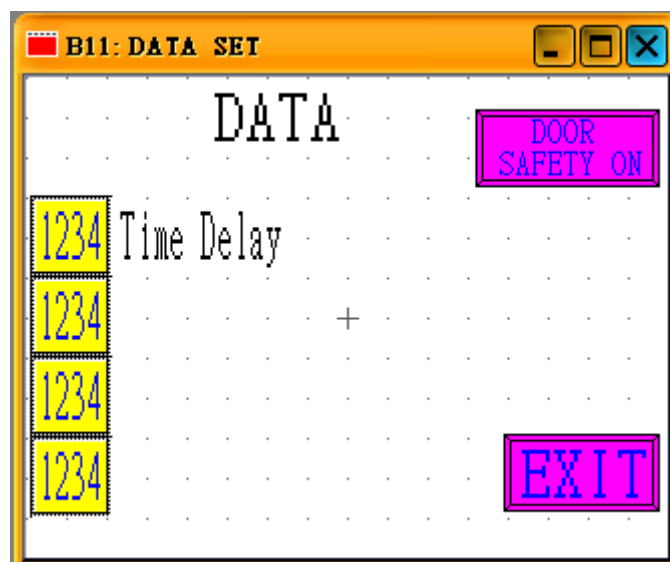 B11: DATA SET
DATA
DOOR
SAFETY ON
1234 Time Delay
1234
1234
1234
EXIT